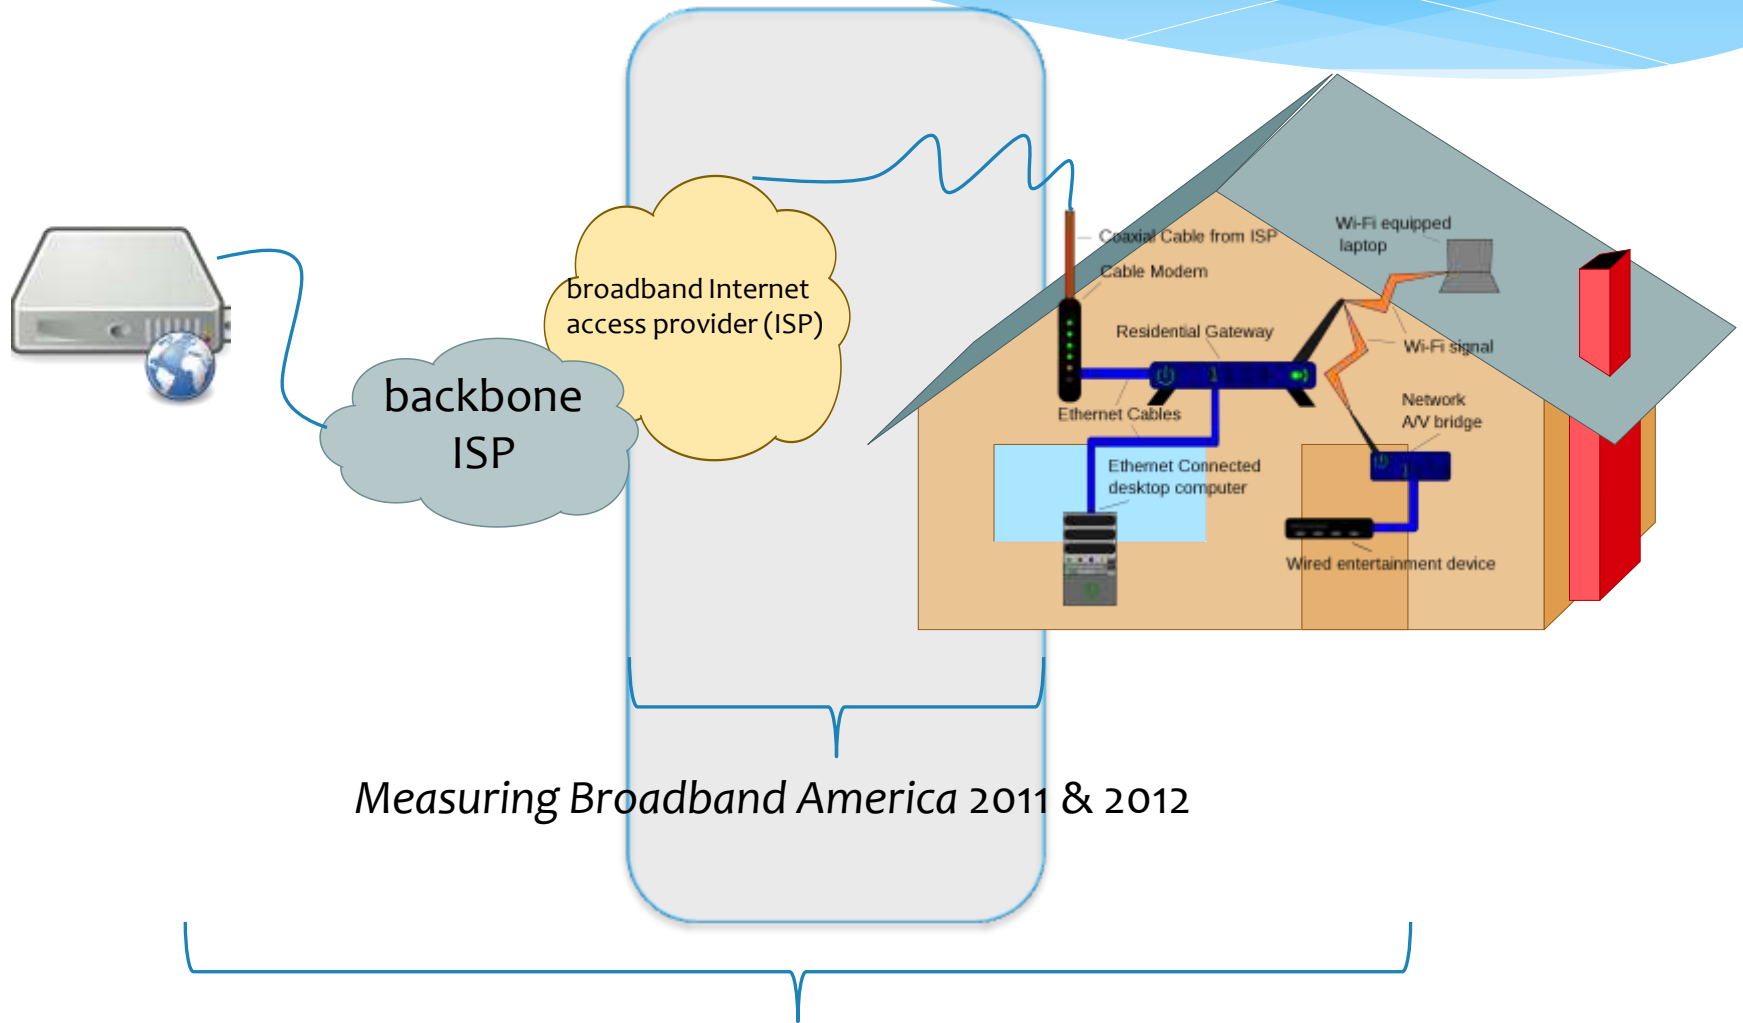 broadband Internet
access provider (ISP)
backbone
ISP
Coaxial Cable from ISP
Cable Modem
Wi-Fi equipped
laptop
Residential Gateway
Wi-Fi signal
Ethernet Cables
Network
A/V bridge
Ethernet Connected
desktop computer
Wired entertainment device
Measuring Broadband America 2011 & 2012